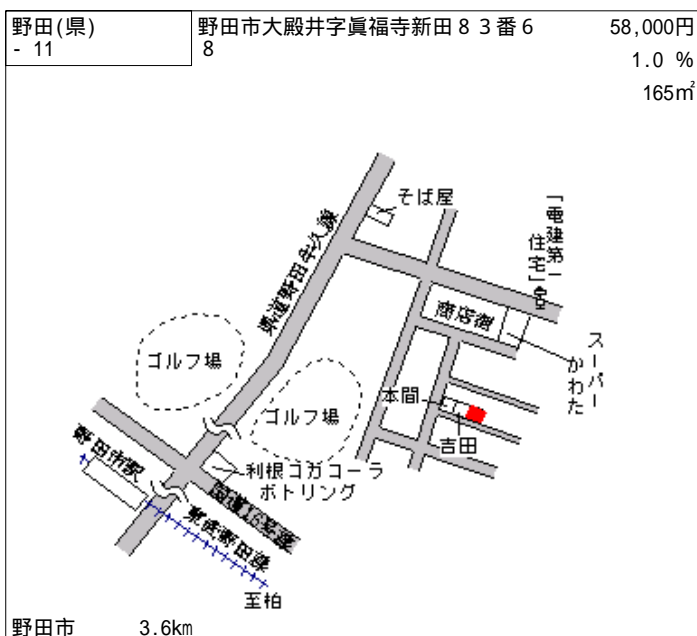 野田(県)
- 11
野田市大殿井字眞福寺新田８３番６
８
58,000円
1.0 %
165㎡
そば屋
「電建第一
住宅」
県道野田牛久線
商店街
スーパー
かわた
ゴルフ場
ゴルフ場
本間
吉田
利根コカコーラ
ボトリング
野田市駅
国道16号線
東武野田線
至柏
野田市
3.6km